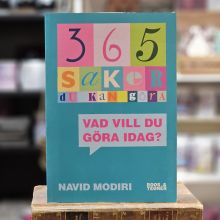 365
SaKeR
du kan göra
VAD VILL DU
GÖRA IDAG?
NAVID MODIRI